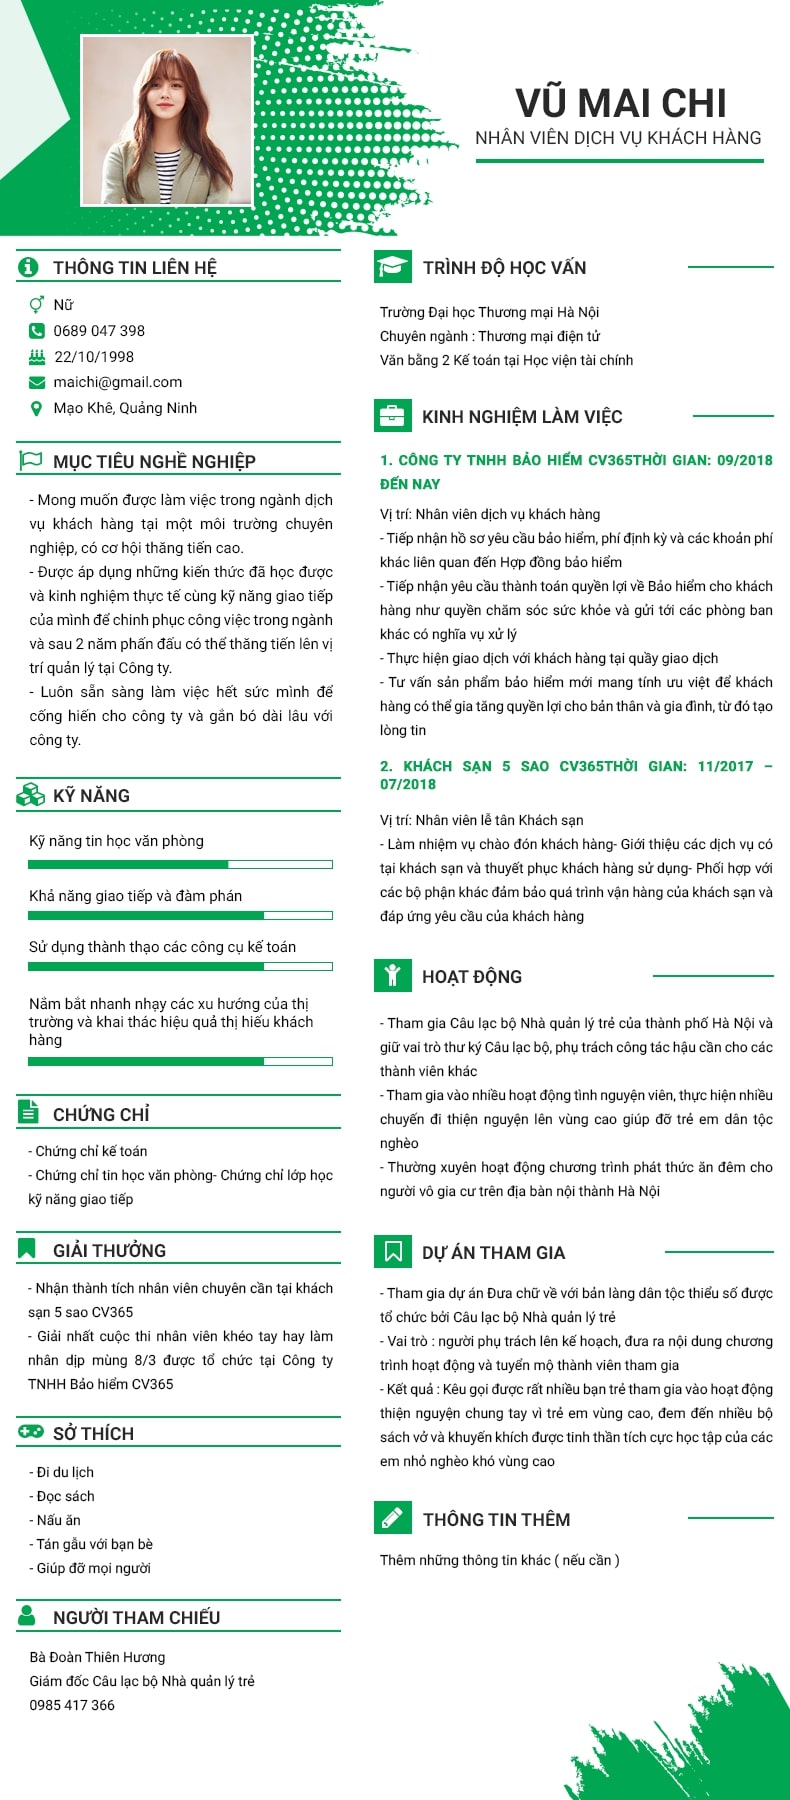 VŨ MAI CHI
NHÂN VIÊN DỊCH VỤ KHÁCH HÀNG
THÔNG TIN LIÊN HỆ
Nữ
0689 047 398
22/10/1998
maichi@gmail.com
Mạo Khê, Quảng Ninh
MỤC TIÊU NGHỀ NGHIỆP
- Mong muốn được làm việc trong ngành dịch
vụ khách hàng tại một môi trường chuyên
nghiệp, có cơ hội thăng tiến cao.
- Được áp dụng những kiến thức đã học được
và kinh nghiệm thực tế cùng kỹ năng giao tiếp
của mình để chinh phục công việc trong ngành
và sau 2 năm phấn đấu có thể thăng tiến lên vị
trí quản lý tại Công ty.
- Luôn sẵn sàng làm việc hết sức mình để
cống hiến cho công ty và gắn bó dài lâu với
công ty.
KỸ NĂNG
Kỹ năng tin học văn phòng
Khả năng giao tiếp và đàm phán
Sử dụng thành thạo các công cụ kế toán
Nắm bắt nhanh nhạy các xu hướng của thị
trường và khai thác hiệu quả thị hiếu khách
hàng
CHỨNG CHỈ
- Chứng chỉ kế toán
- Chứng chỉ tin học văn phòng- Chứng chỉ lớp học
kỹ năng giao tiếp
GIẢI THƯỞNG
- Nhận thành tích nhân viên chuyên cần tại khách
sạn 5 sao CV365
- Giải nhất cuộc thi nhân viên khéo tay hay làm
nhân dịp mùng 8/3 được tổ chức tại Công ty
TNHH Bảo hiểm CV365
SỞ THÍCH
- Đi du lịch
- Đọc sách
- Nấu ăn
- Tán gẫu với bạn bè
- Giúp đỡ mọi người
NGƯỜI THAM CHIẾU
Bà Đoàn Thiên Hương
Giám đốc Câu lạc bộ Nhà quản lý trẻ
0985 417 366
TRÌNH ĐỘ HỌC VẤN
Trường Đại học Thương mại Hà Nội
Chuyên ngành : Thương mại điện tử
Văn bằng 2 Kế toán tại Học viện tài chính
KINH NGHIỆM LÀM VIỆC
1. CÔNG TY TNHH BẢO HIỂM CV365THỜI GIAN: 09/2018
ĐẾN NAY
Vị trí: Nhân viên dịch vụ khách hàng
- Tiếp nhận hồ sơ yêu cầu bảo hiểm, phí định kỳ và các khoản phí
khác liên quan đến Hợp đồng bảo hiểm
- Tiếp nhận yêu cầu thành toán quyền lợi về Bảo hiểm cho khách
hàng như quyền chăm sóc sức khỏe và gửi tới các phòng ban
khác có nghĩa vụ xử lý
- Thực hiện giao dịch với khách hàng tại quầy giao dịch
- Tư vấn sản phẩm bảo hiểm mới mang tính ưu việt để khách
hàng có thể gia tăng quyền lợi cho bản thân và gia đình, từ đó tạo
lòng tin
2. KHÁCH SẠN 5 SAO CV365THỜI GIAN: 11/2017 –
07/2018
Vị trí: Nhân viên lễ tân Khách sạn
- Làm nhiệm vụ chào đón khách hàng- Giới thiệu các dịch vụ có
tại khách sạn và thuyết phục khách hàng sử dụng- Phối hợp với
các bộ phận khác đảm bảo quá trình vận hàng của khách sạn và
đáp ứng yêu cầu của khách hàng
HOẠT ĐỘNG
- Tham gia Câu lạc bộ Nhà quản lý trẻ của thành phố Hà Nội và
giữ vai trò thư ký Câu lạc bộ, phụ trách công tác hậu cần cho các
thành viên khác
- Tham gia vào nhiều hoạt động tình nguyện viên, thực hiện nhiều
chuyến đi thiện nguyện lên vùng cao giúp đỡ trẻ em dân tộc
nghèo
- Thường xuyên hoạt động chương trình phát thức ăn đêm cho
người vô gia cư trên địa bàn nội thành Hà Nội
DỰ ÁN THAM GIA
- Tham gia dự án Đưa chữ về với bản làng dân tộc thiểu số được
tổ chức bởi Câu lạc bộ Nhà quản lý trẻ
- Vai trò : người phụ trách lên kế hoạch, đưa ra nội dung chương
trình hoạt động và tuyển mộ thành viên tham gia
- Kết quả : Kêu gọi được rất nhiều bạn trẻ tham gia vào hoạt động
thiện nguyện chung tay vì trẻ em vùng cao, đem đến nhiều bộ
sách vở và khuyến khích được tinh thần tích cực học tập của các
em nhỏ nghèo khó vùng cao
THÔNG TIN THÊM
Thêm những thông tin khác ( nếu cần )